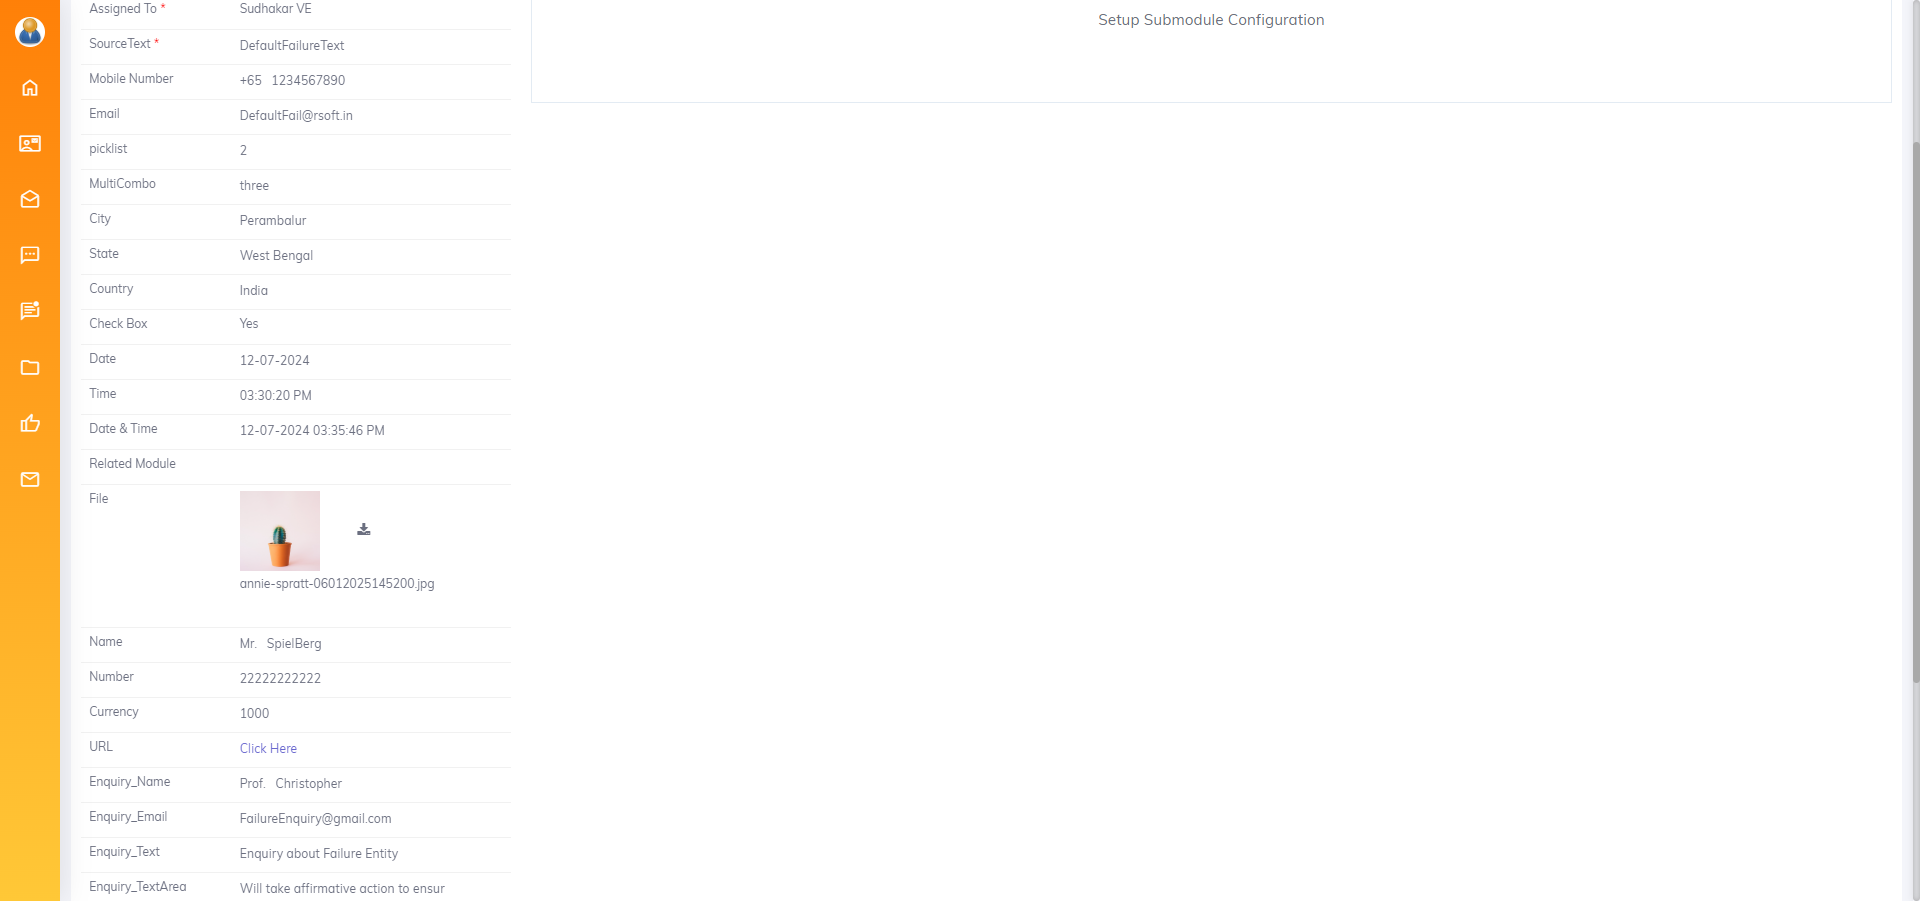 Assigned To * Sudhakar VE
Setup Submodule Configuration
SourceText * DefaultFailureText
Mobile Number +65 1234567890
Email DefaultFail@rsoft.in
picklist 2
MultiCombo three
City Perambalur
State West Bengal
Country India
Check Box Yes
Date 12-07-2024
Time 03:30:20 PM
Date & Time 12-07-2024 03:35:46 PM
Related Module
File
annie-spratt-06012025145200.jpg
Name Mr. SpielBerg
Number 22222222222
Currency 1000
URL Click Here
Enquiry_Name Prof. Christopher
Enquiry_Email FailureEnquiry@gmail.com
Enquiry_Text Enquiry about Failure Entity
Enquiry_TextArea Will take affirmative action to ensur